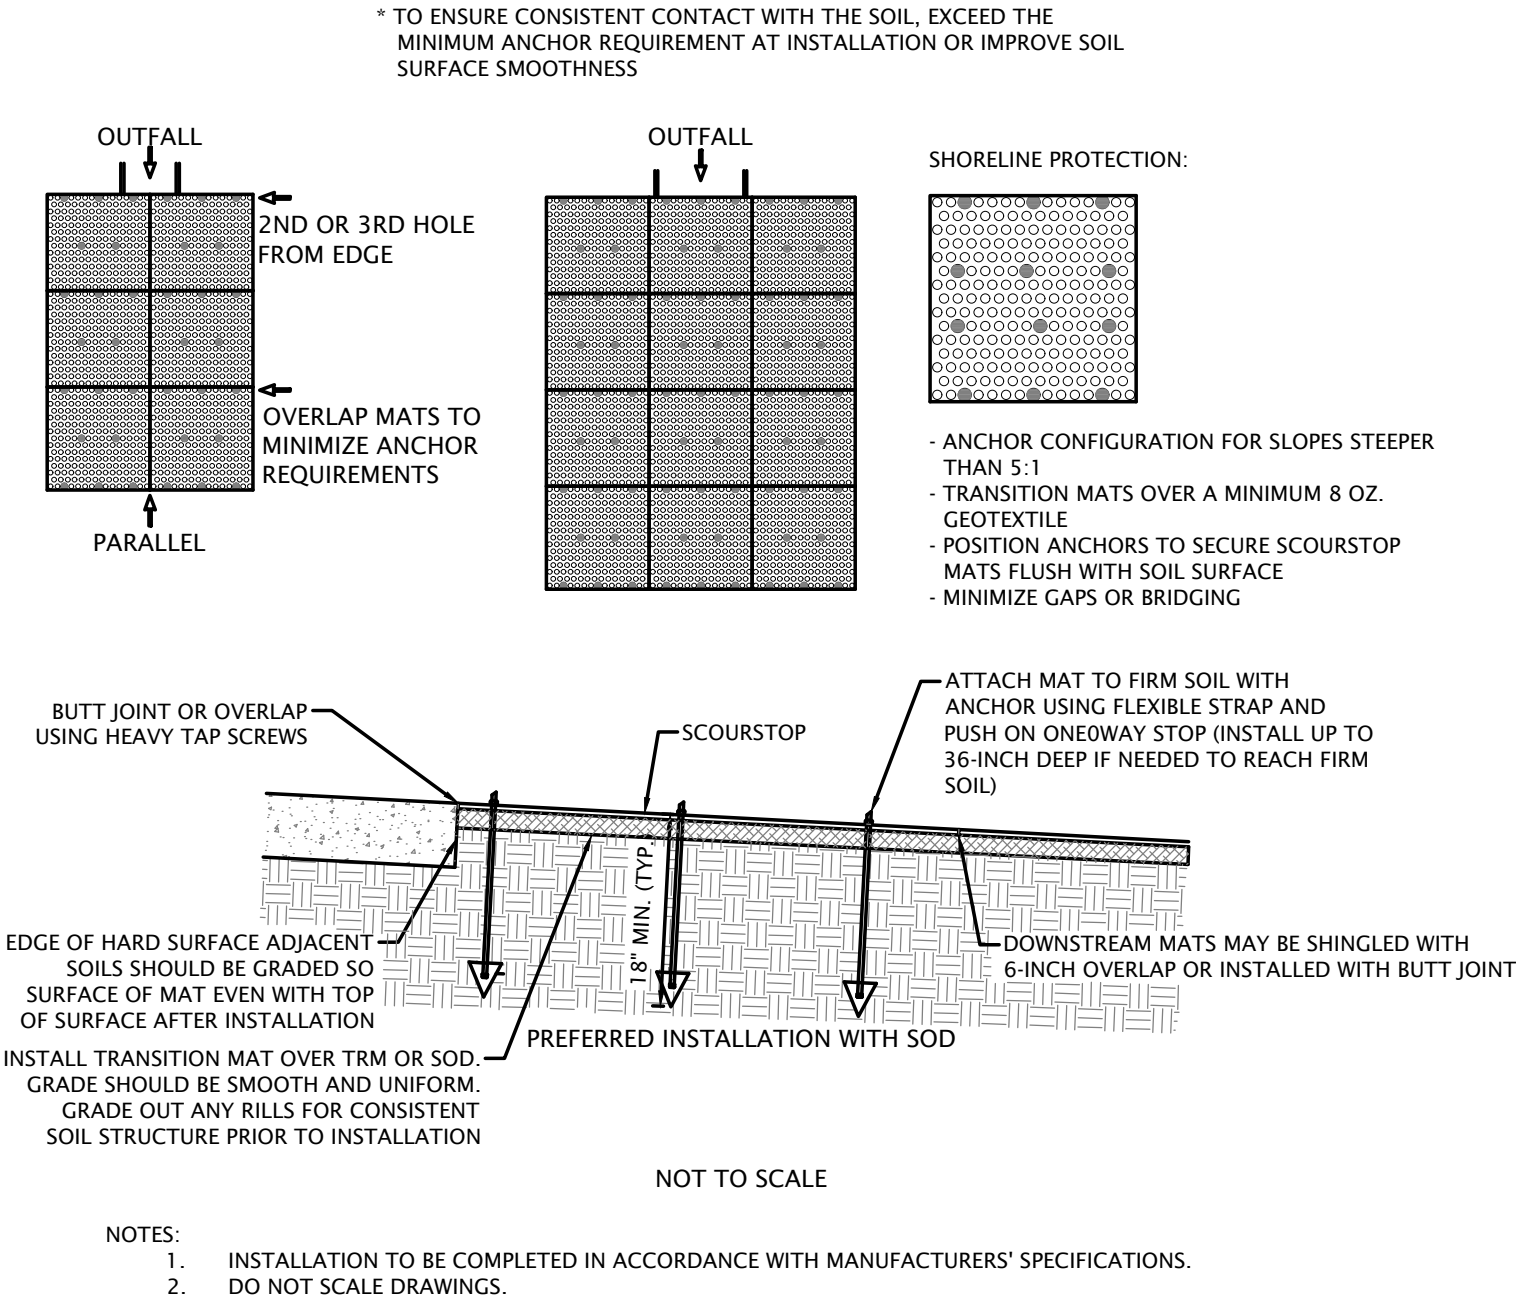 * TO ENSURE CONSISTENT CONTACT WITH THE SOIL, EXCEED THE
MINIMUM ANCHOR REQUIREMENT AT INSTALLATION OR IMPROVE SOIL
SURFACE SMOOTHNESS
OUTFALL
2ND OR 3RD HOLE
FROM EDGE
OVERLAP MATS TO
MINIMIZE ANCHOR
REQUIREMENTS
PARALLEL
OUTFALL
SHORELINE PROTECTION:
- ANCHOR CONFIGURATION FOR SLOPES STEEPER
THAN 5:1
- TRANSITION MATS OVER A MINIMUM 8 OZ.
GEOTEXTILE
- POSITION ANCHORS TO SECURE SCOURSTOP
MATS FLUSH WITH SOIL SURFACE
- MINIMIZE GAPS OR BRIDGING
BUTT JOINT OR OVERLAP
USING HEAVY TAP SCREWS
SCOURSTOP
ATTACH MAT TO FIRM SOIL WITH
ANCHOR USING FLEXIBLE STRAP AND
PUSH ON ONE0WAY STOP (INSTALL UP TO
36-INCH DEEP IF NEEDED TO REACH FIRM
SOIL)
18" MIN. (TYP.)
EDGE OF HARD SURFACE ADJACENT
SOILS SHOULD BE GRADED SO
SURFACE OF MAT EVEN WITH TOP
OF SURFACE AFTER INSTALLATION
DOWNSTREAM MATS MAY BE SHINGLED WITH
6-INCH OVERLAP OR INSTALLED WITH BUTT JOINT
PREFERRED INSTALLATION WITH SOD
INSTALL TRANSITION MAT OVER TRM OR SOD.
GRADE SHOULD BE SMOOTH AND UNIFORM.
GRADE OUT ANY RILLS FOR CONSISTENT
SOIL STRUCTURE PRIOR TO INSTALLATION
NOT TO SCALE
NOTES:
1. INSTALLATION TO BE COMPLETED IN ACCORDANCE WITH MANUFACTURERS' SPECIFICATIONS.
2. DO NOT SCALE DRAWINGS.